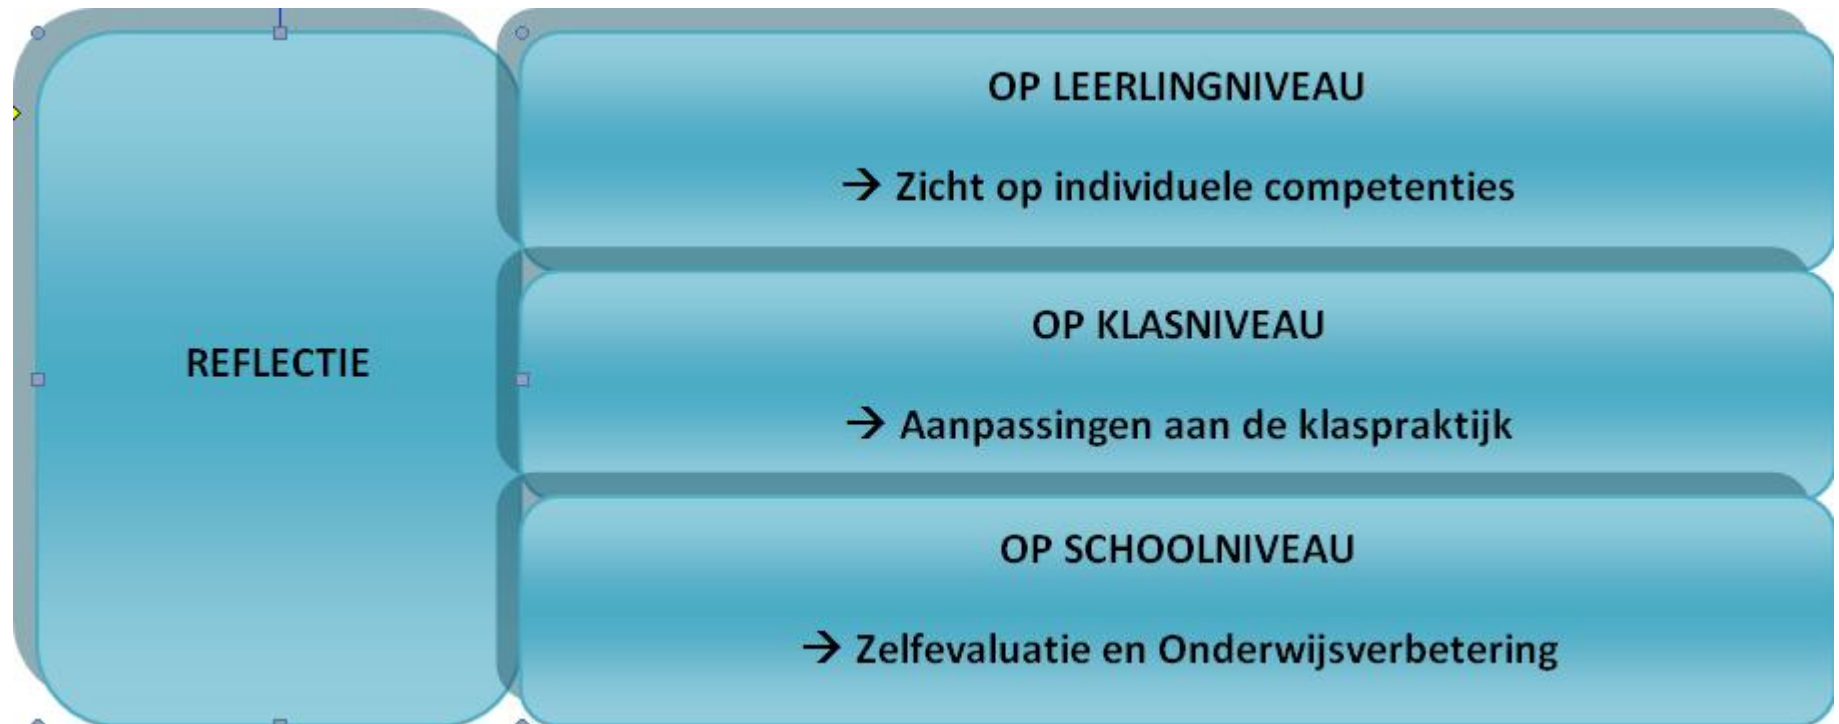 REFLECTIE
OP LEERLINGNIVEAU
→ Zicht op individuele competenties
OP KLASNIVEAU
→ Aanpassingen aan de klaspraktijk
OP SCHOOLNIVEAU
→ Zelfevaluatie en Onderwijsverbetering